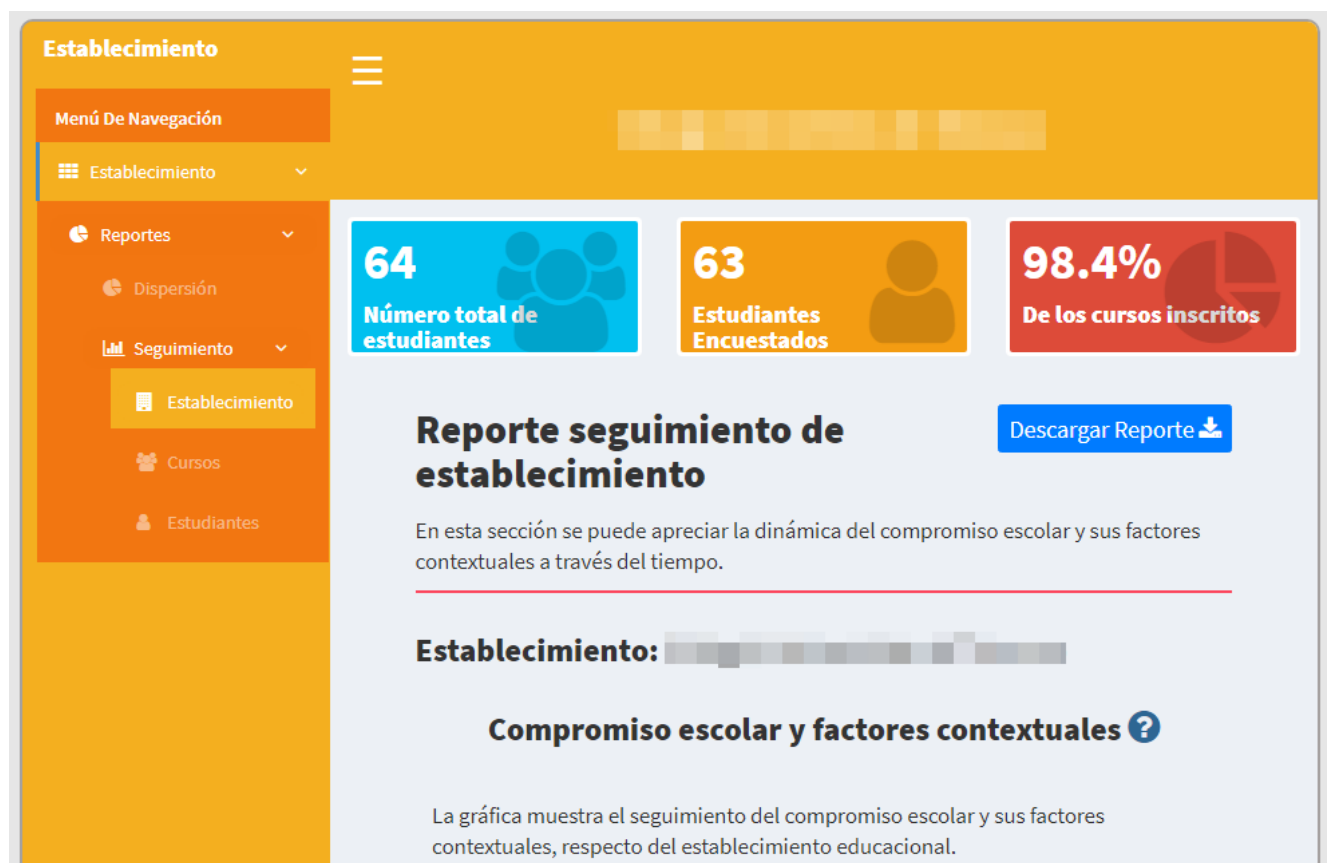 Establecimiento
Menú De Navegación
Establecimiento
Reportes
Dispersión
Seguimiento
Establecimiento
Cursos
Estudiantes
64
Número total de
estudiantes
63
Estudiantes
Encuestados
98.4%
De los cursos inscritos
Reporte seguimiento de
establecimiento
Descargar Reporte
En esta sección se puede apreciar la dinámica del compromiso escolar y sus factores
contextuales a través del tiempo.
Establecimiento:
Compromiso escolar y factores contextuales
La gráfica muestra el seguimiento del compromiso escolar y sus factores
contextuales, respecto del establecimiento educacional.